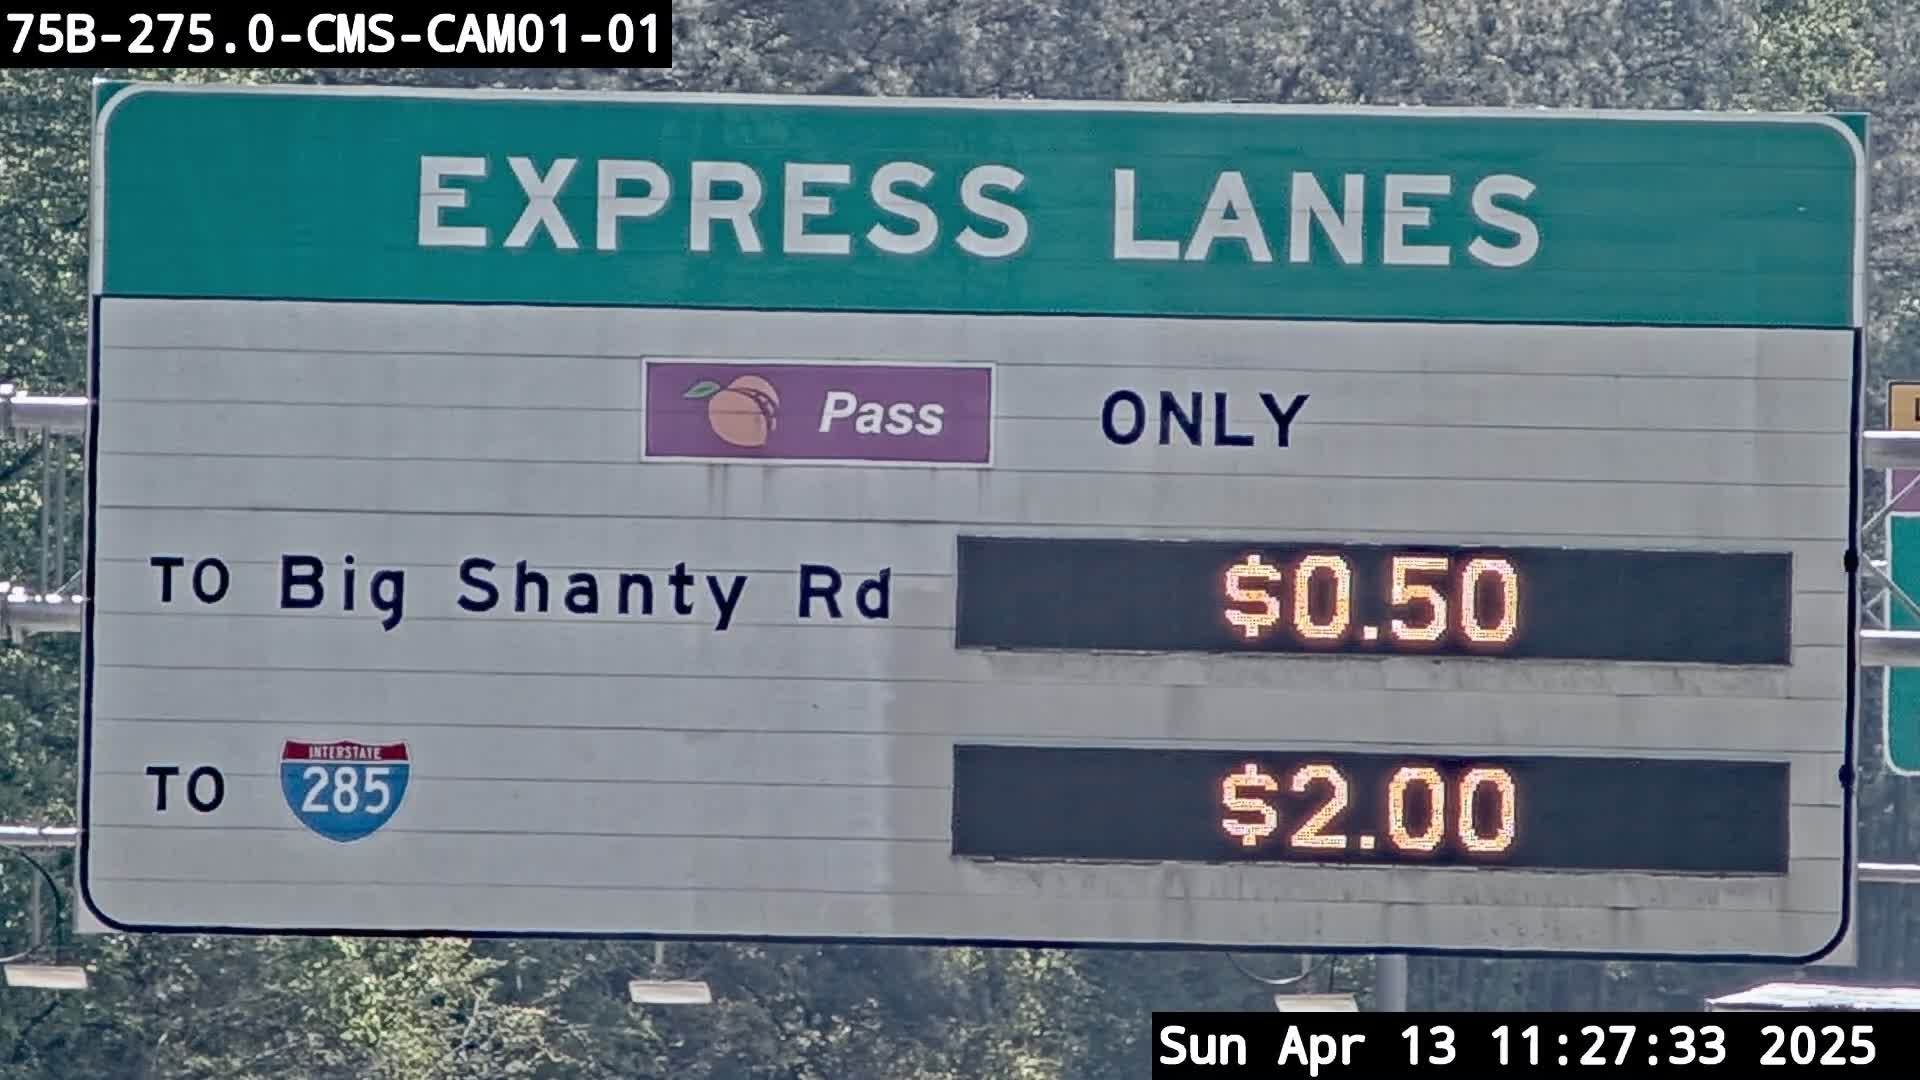 75B-275.0-CMS-CAM01-01
EXPRESS LANES
Pass ONLY
TO Big Shanty Rd $0.50
TO INTERSTATE 285 $2.00
Sun Apr 13 11:27:33 2025